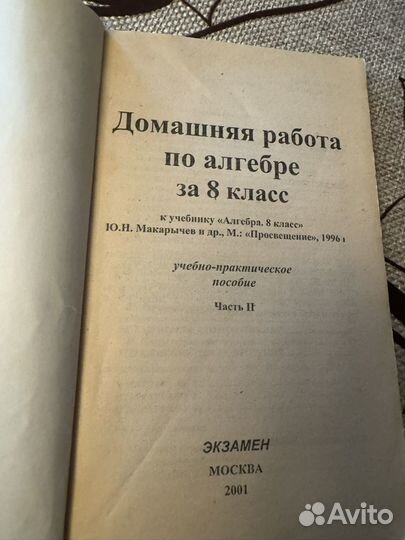 Домашняя работа
по алгебре
за 8 класс
к учебнику «Алгебра. 8 класс»
Ю.Н. Макарычев и др., М.: «Просвещение», 1996 г
учебно-практическое
пособие
Часть II
ЭКЗАМЕН
МОСКВА
2001
Avito